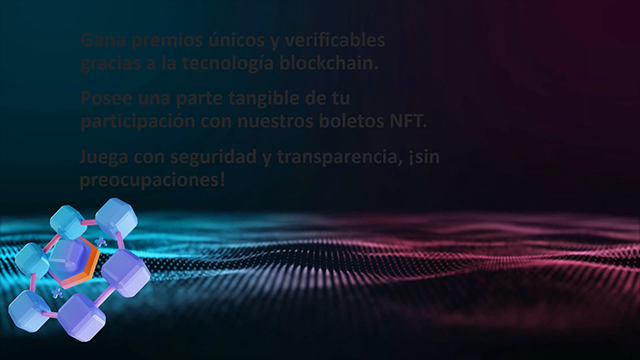 Gana premios únicos y verificables
gracias a la tecnología blockchain.
Posee una parte tangible de tu
participación con nuestros boletos NFT.
Juega con seguridad y transparencia, ¡sin
preocupaciones!